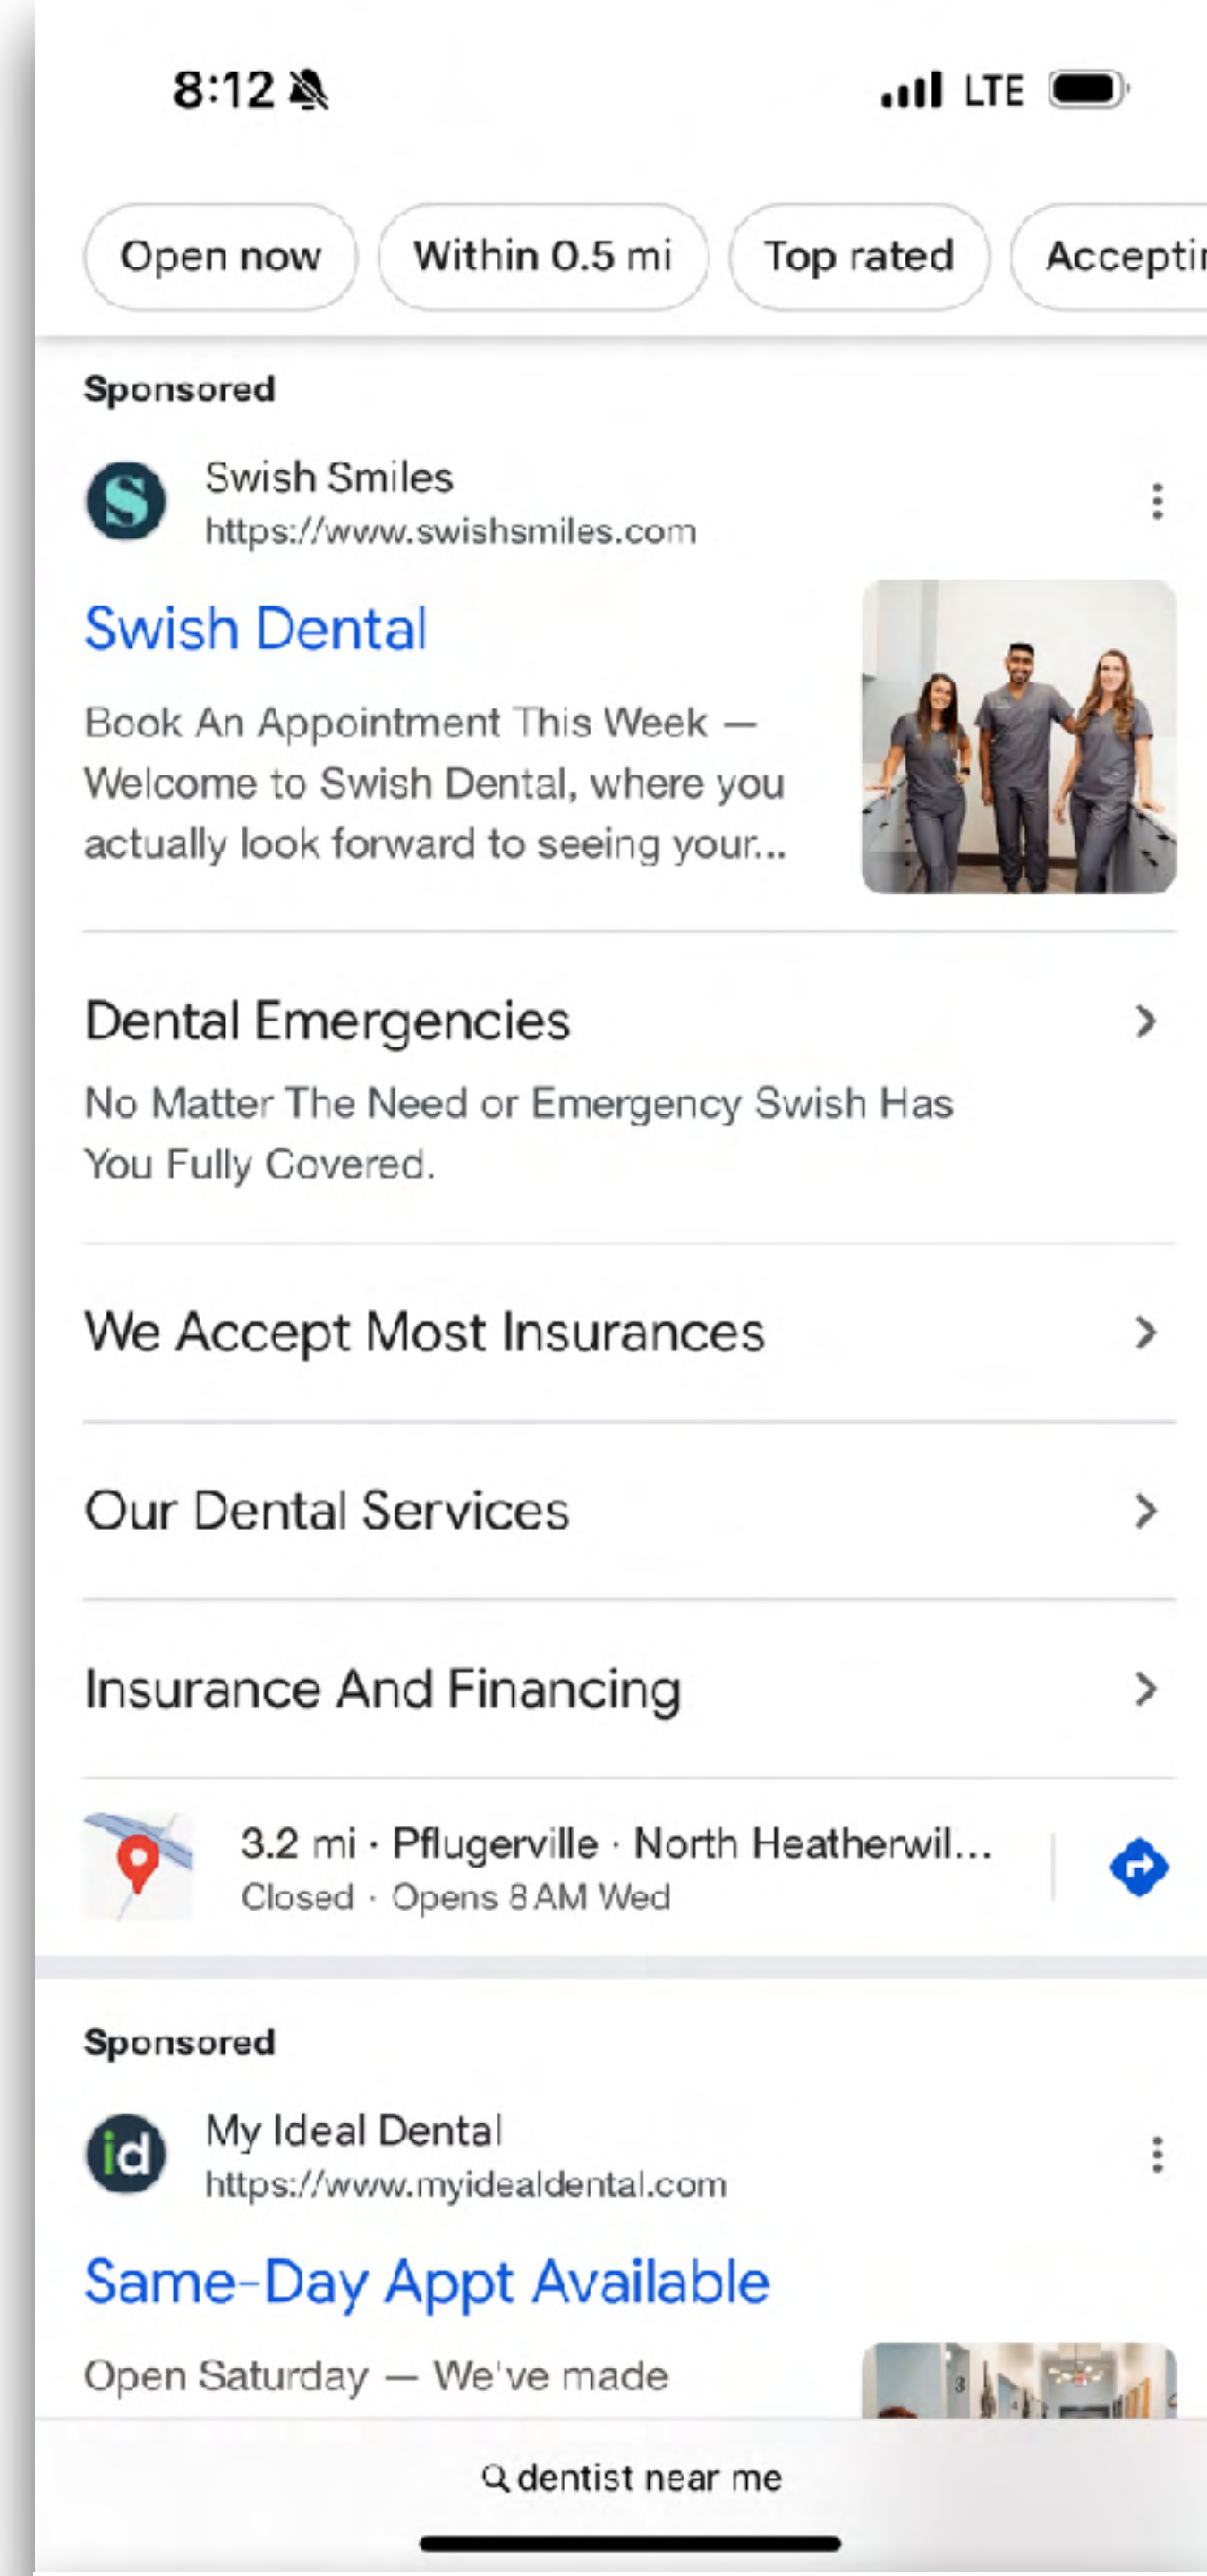 8:12
LTE
Open now
Within 0.5 mi
Top rated
Acceptin
Sponsored
S
Swish Smiles
https://www.swishsmiles.com
Swish Dental
Book An Appointment This Week —
Welcome to Swish Dental, where you
actually look forward to seeing your...
Dental Emergencies
No Matter The Need or Emergency Swish Has
You Fully Covered.
We Accept Most Insurances
Our Dental Services
Insurance And Financing
3.2 mi · Pflugerville · North Heatherwil...
Closed · Opens 8 AM Wed
Sponsored
id
My Ideal Dental
https://www.myidealdental.com
Same-Day Appt Available
Open Saturday — We've made
3
dentist near me